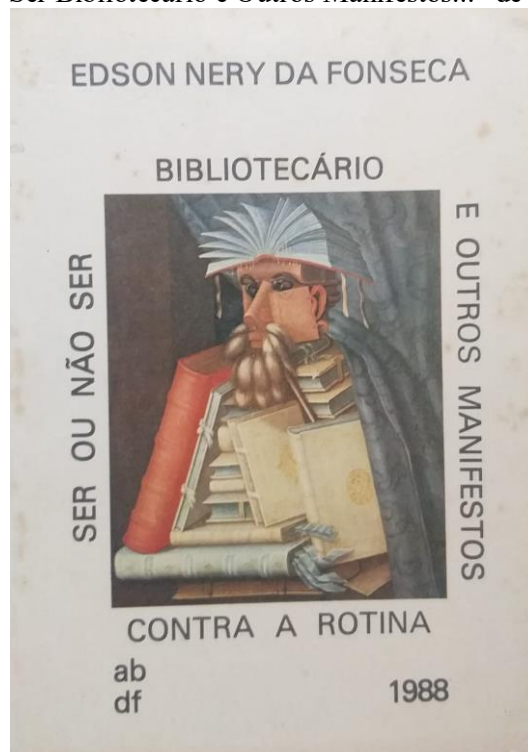 Ser Bibliotecário e Outros Manifestos..." de
EDSON NERY DA FONSECA
SER OU NÃO SER
BIBLIOTECÁRIO
E OUTROS MANIFESTOS
CONTRA A ROTINA
ab
df
1988